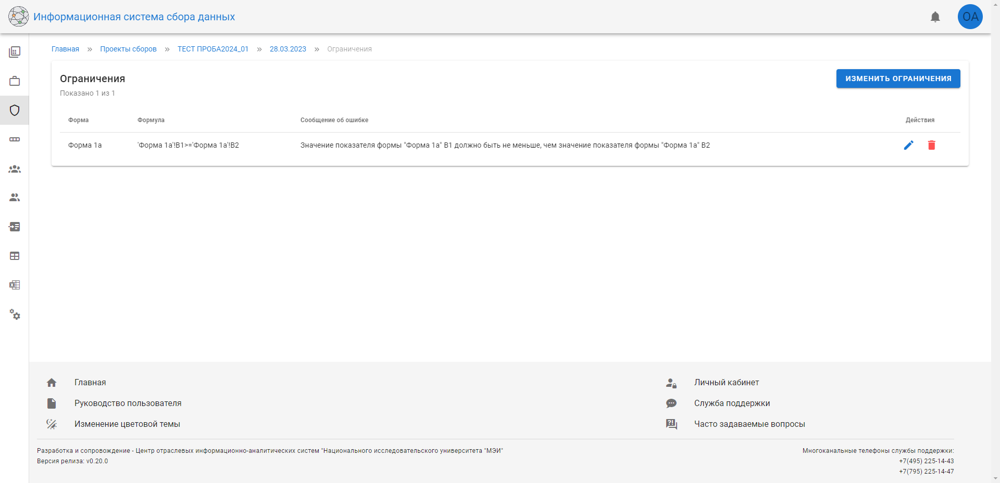 Информационная система сбора данных
OA
Главная » Проекты сборов » ТЕСТ ПРОБА2024_01 » 28.03.2023 » Ограничения
Ограничения
ИЗМЕНИТЬ ОГРАНИЧЕНИЯ
Показано 1 из 1
Форма Формула Сообщение об ошибке Действия
Форма 1а 'Форма 1а'!B1>='Форма 1а'!B2 Значение показателя формы "Форма 1а" B1 должно быть не меньше, чем значение показателя формы "Форма 1а" B2
Главная
Руководство пользователя
Изменение цветовой темы
Личный кабинет
Служба поддержки
Часто задаваемые вопросы
Разработка и сопровождение - Центр отраслевых информационно-аналитических систем "Национального исследовательского университета "МЭИ"
Версия релиза: v0.20.0
Многоканальные телефоны службы поддержки:
+7(495) 225-14-43
+7(795) 225-14-47